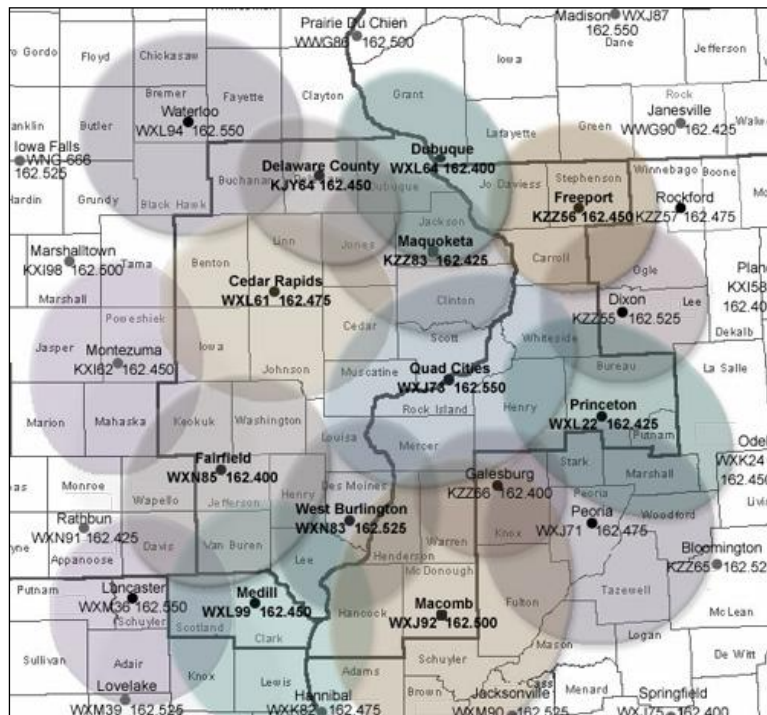 Prairie Du Chien
WWG86 162.500
Madison WXJ87
162.550
Dane
Jefferson
Iowa
Floyd
Chickasaw
Bremer
Fayette
Clayton
Grant
Lafayette
Green
Rock
Janesville
WWG90 162.425
Butler
Waterloo
WXL94 162.550
Iowa Falls
WNG-666
162.525
Grundy
Black Hawk
Buchanan
Delaware County
KJY64 162.450
Dubuque
WXL64 162.400
Dubuque
Jo Daviess
Stephenson
Freeport
KZZ56 162.450
Winnebago
Boone
Rockford
KZZ57 162.475
Marshalltown
KXI98 162.500
Marshall
Tama
Benton
Linn
Jones
Jackson
Maquoketa
KZZ83 162.425
Carroll
Ogle
Cedar Rapids
WXL61 162.475
Clinton
Dixon
KZZ55 162.525
Lee
Dekalb
Poweshiek
Jasper
Montezuma
KXI62 162.450
Iowa
Johnson
Cedar
Scott
Muscatine
Whiteside
Quad Cities
WXJ73 162.550
Rock Island
Henry
Bureau
La Salle
Princeton
WXL22 162.425
Putnam
Marion
Mahaska
Keokuk
Washington
Louisa
Mercer
Stark
Marshall
Fairfield
WXN85 162.400
Monroe
Wapello
Jefferson
Henry
Des Moines
Galesburg
KZZ66 162.400
Knox
Warren
Peoria
Peoria
WXJ71 162.475
Woodford
Rathbun
WXN91 162.425
Appanoose
Davis
Van Buren
Lee
West Burlington
WXN83 162.525
Henderson
Bloomington
KZZ65
Tazewell
McLean
Putnam
Lancaster
WXM36 162.550
Schuyler
Scotland
Medill
WXL99 162.450
Clark
Hancock
McDonough
Macomb
WXJ92 162.500
Fulton
Mason
Logan
De Witt
Sullivan
Adair
Knox
Lewis
Adams
Schuyler
Brown
Cass
Menard
Lovelake
WXM39 162.525
Hannibal
WXK82 162.475
Jacksonville
WXM90 162.525
Springfield
WXJ75 162.400